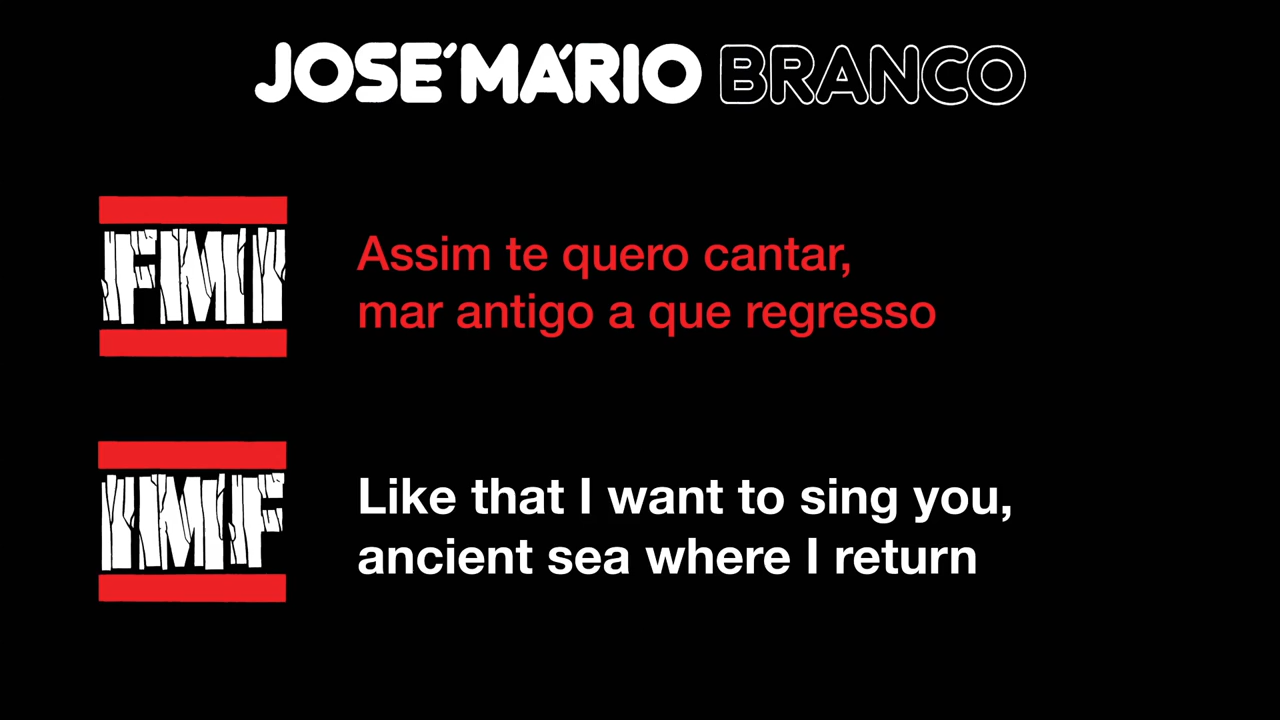 JOSÉ MÁRIO BRANCO
FMI
Assim te quero cantar,
mar antigo a que regresso
IMF
Like that I want to sing you,
ancient sea where I return